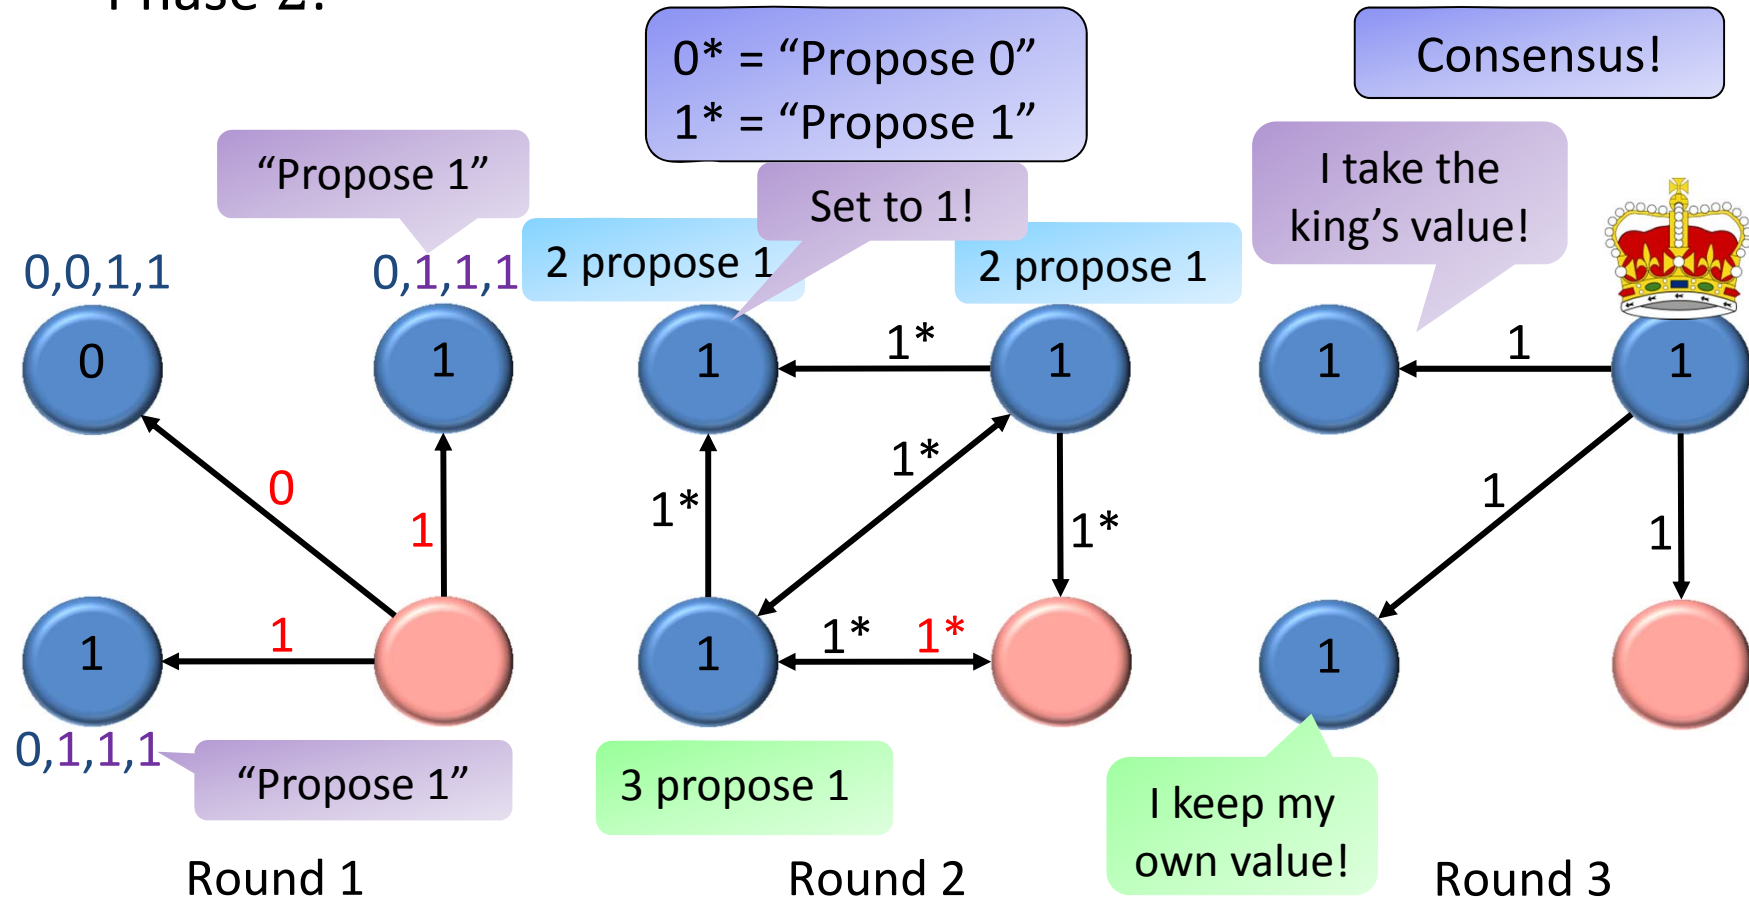 Phase 2:
0* = “Propose 0”
1* = “Propose 1”
Consensus!
“Propose 1”
Set to 1!
I take the
king’s value!
0,0,1,1
0,1,1,1
2 propose 1
2 propose 1
0
1
1
1*
1
1
1
1
0
1
1*
1*
1*
1
1
1
1
1
1*
1*
1
0,1,1,1
“Propose 1”
3 propose 1
I keep my
own value!
Round 1
Round 2
Round 3